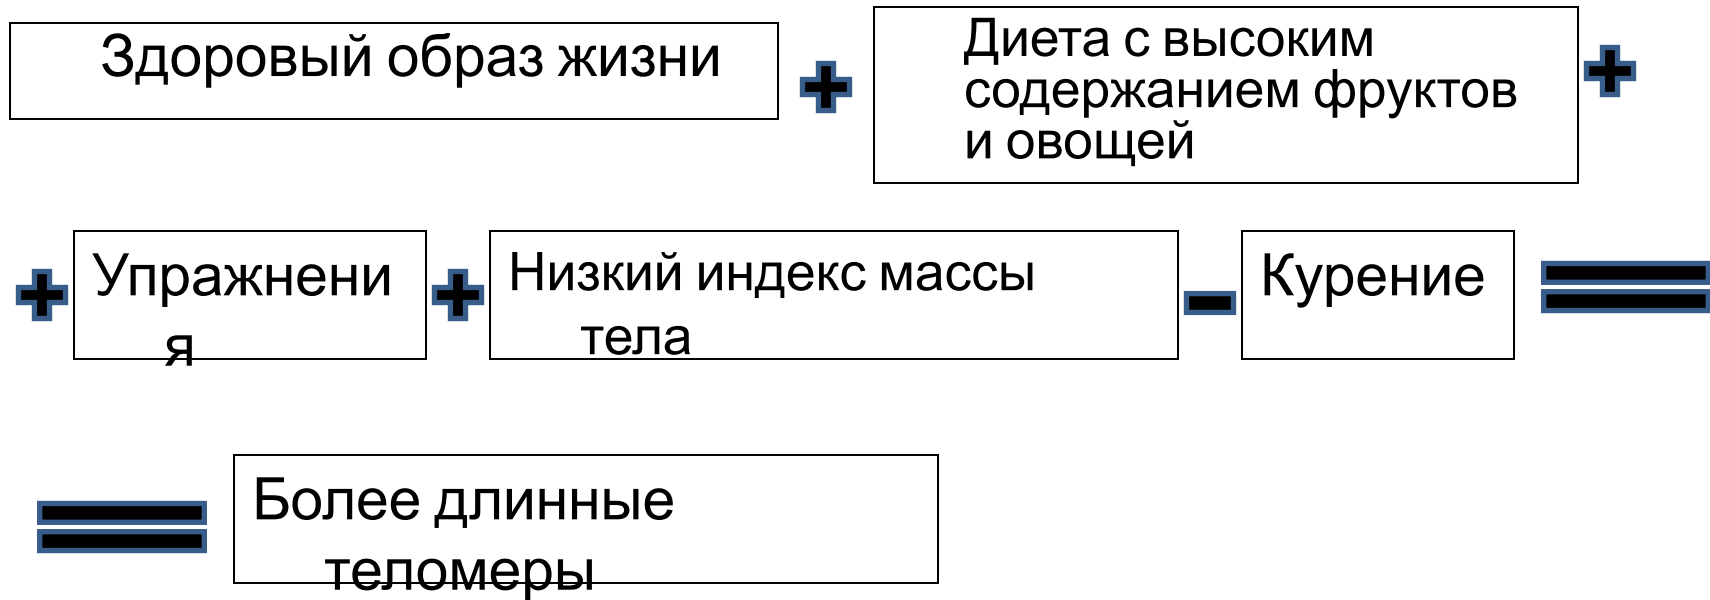 Здоровый образ жизни
Диета с высоким
содержанием фруктов
и овощей
Упражнени
я
Низкий индекс массы
тела
Курение
Более длинные
теломеры